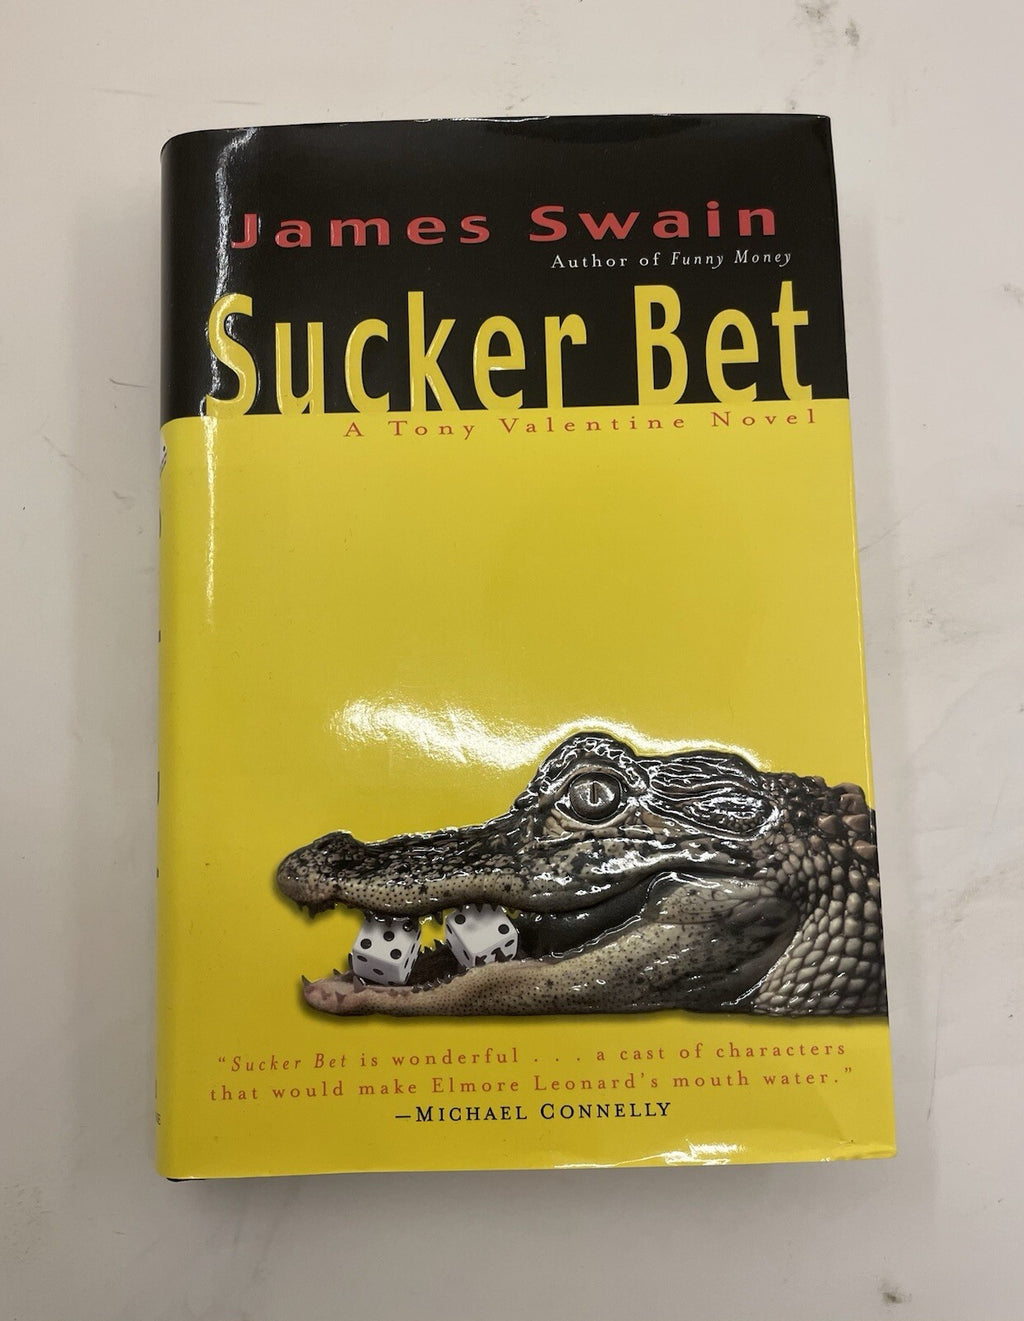 James Swain
Author of Funny Money
Sucker Bet
A Tony Valentine Novel
“Sucker Bet is wonderful . . . a cast of characters
that would make Elmore Leonard’s mouth water.”
—MICHAEL CONNELLY